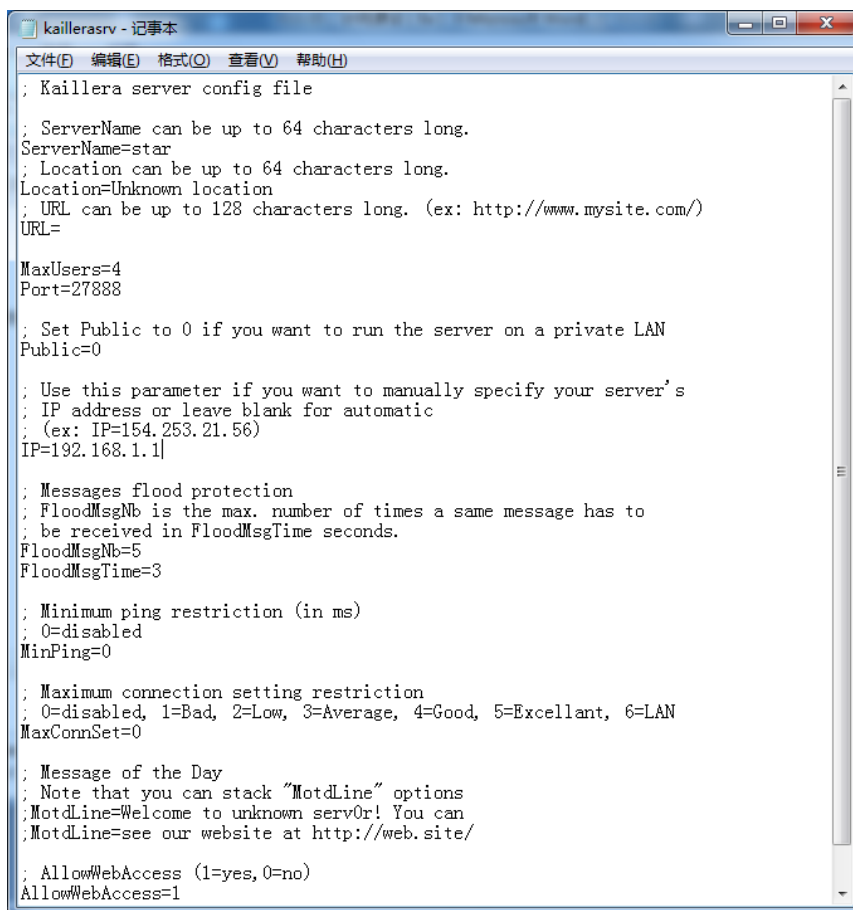 kaillerasrv - 记事本
文件(F) 编辑(E) 格式(O) 查看(V) 帮助(H)
; Kaillera server config file
; ServerName can be up to 64 characters long.
ServerName=star
; Location can be up to 64 characters long.
Location=Unknown location
; URL can be up to 128 characters long. (ex: http://www.mysite.com/)
URL=
MaxUsers=4
Port=27888
; Set Public to 0 if you want to run the server on a private LAN
Public=0
; Use this parameter if you want to manually specify your server's
; IP address or leave blank for automatic
; (ex: IP=154.253.21.56)
IP=192.168.1.1
; Messages flood protection
; FloodMsgNb is the max. number of times a same message has to
; be received in FloodMsgTime seconds.
FloodMsgNb=5
FloodMsgTime=3
; Minimum ping restriction (in ms)
; 0=disabled
MinPing=0
; Maximum connection setting restriction
; 0=disabled, 1=Bad, 2=Low, 3=Average, 4=Good, 5=Excellant, 6=LAN
MaxConnSet=0
; Message of the Day
; Note that you can stack "MotdLine" options
;MotdLine=Welcome to unknown serv0r! You can
;MotdLine=see our website at http://web.site/
; AllowWebAccess (1=yes,0=no)
AllowWebAccess=1